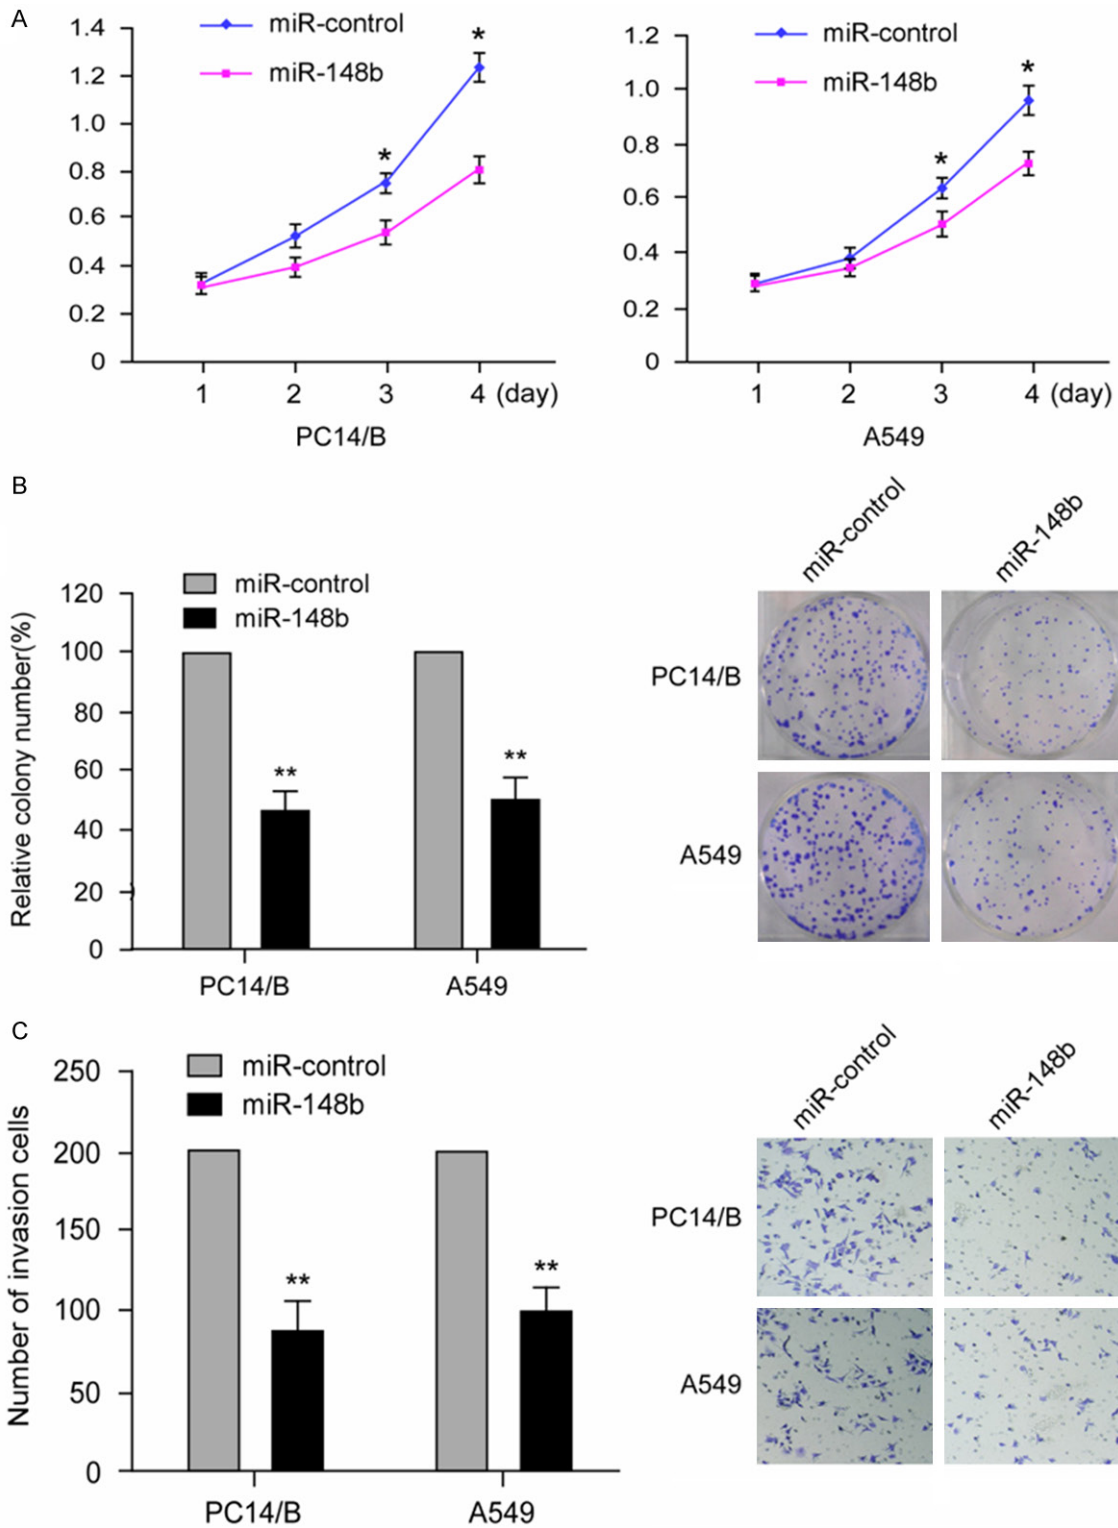 A
1.4
1.2
1.0
0.8
0.6
0.4
0.2
0
miR-control
miR-148b
*
*
1 2 3 4 (day)
PC14/B
1.2
1.0
0.8
0.6
0.4
0.2
0
miR-control
miR-148b
*
*
1 2 3 4 (day)
A549
B
Relative colony number(%)
120
100
80
60
40
20
0
miR-control
miR-148b
**
**
PC14/B A549
miR-control miR-148b
PC14/B
A549
C
Number of invasion cells
250
200
150
100
50
0
miR-control
miR-148b
**
**
PC14/B A549
miR-control miR-148b
PC14/B
A549